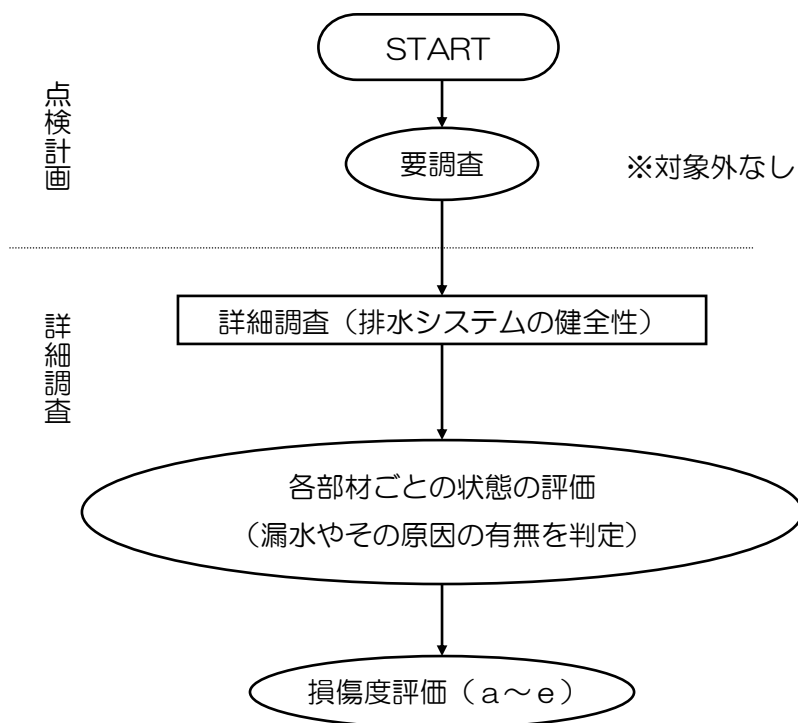 START
点検計画
要調査
※対象外なし
詳細調査
詳細調査（排水システムの健全性）
各部材ごとの状態の評価
（漏水やその原因の有無を判定）
損傷度評価（ａ～ｅ）